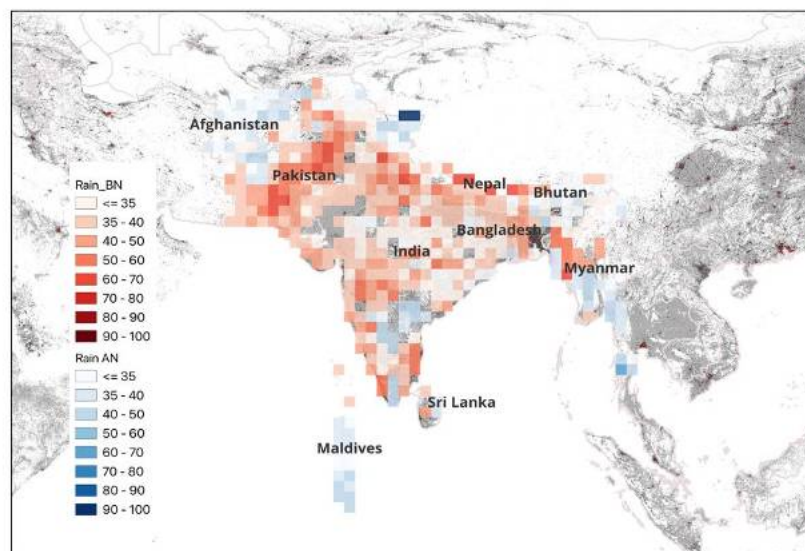 Afghanistan
Pakistan
Nepal
Bhutan
Bangladesh
India
Myanmar
Sri Lanka
Maldives
Rain_BN
<= 35
35 - 40
40 - 50
50 - 60
60 - 70
70 - 80
80 - 90
90 - 100
Rain AN
<= 35
35 - 40
40 - 50
50 - 60
60 - 70
70 - 80
80 - 90
90 - 100